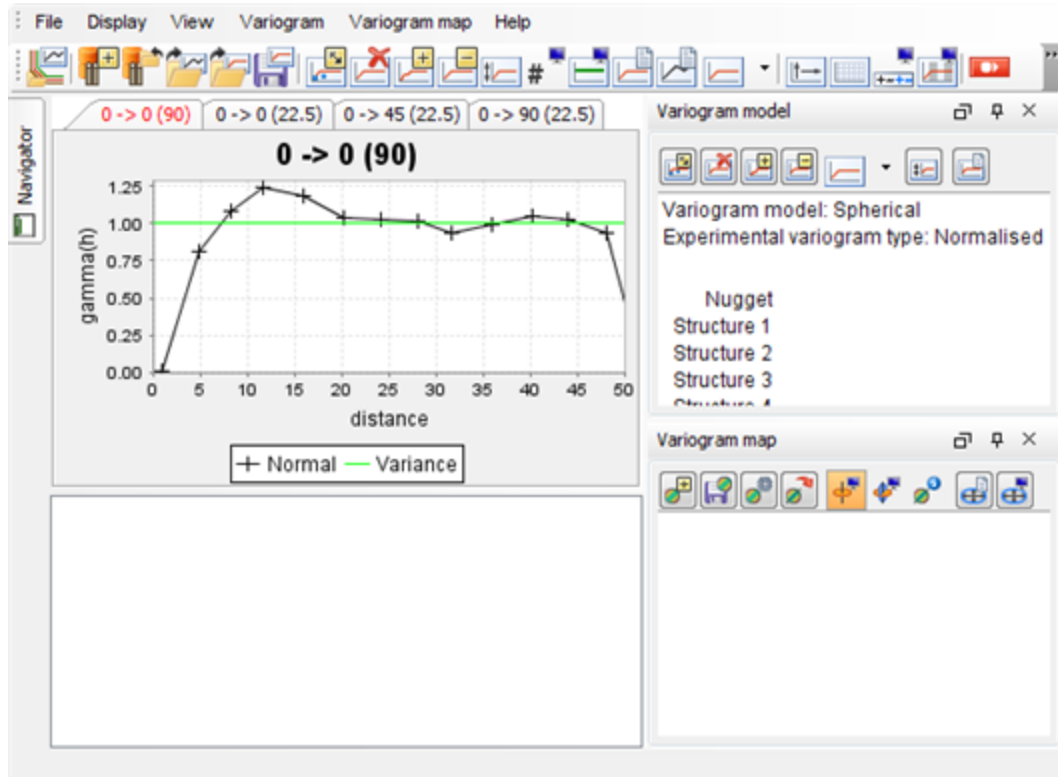 File Display View Variogram Variogram map Help
#
Navigator
0 -> 0 (90) 0 -> 0 (22.5) 0 -> 45 (22.5) 0 -> 90 (22.5)
0 -> 0 (90)
gamma(h)
1.25
1.00
0.75
0.50
0.25
0.00
0 5 10 15 20 25 30 35 40 45 50
distance
Normal Variance
Variogram model
Variogram model: Spherical
Experimental variogram type: Normalised
Nugget
Structure 1
Structure 2
Structure 3
Structure 4
Variogram map